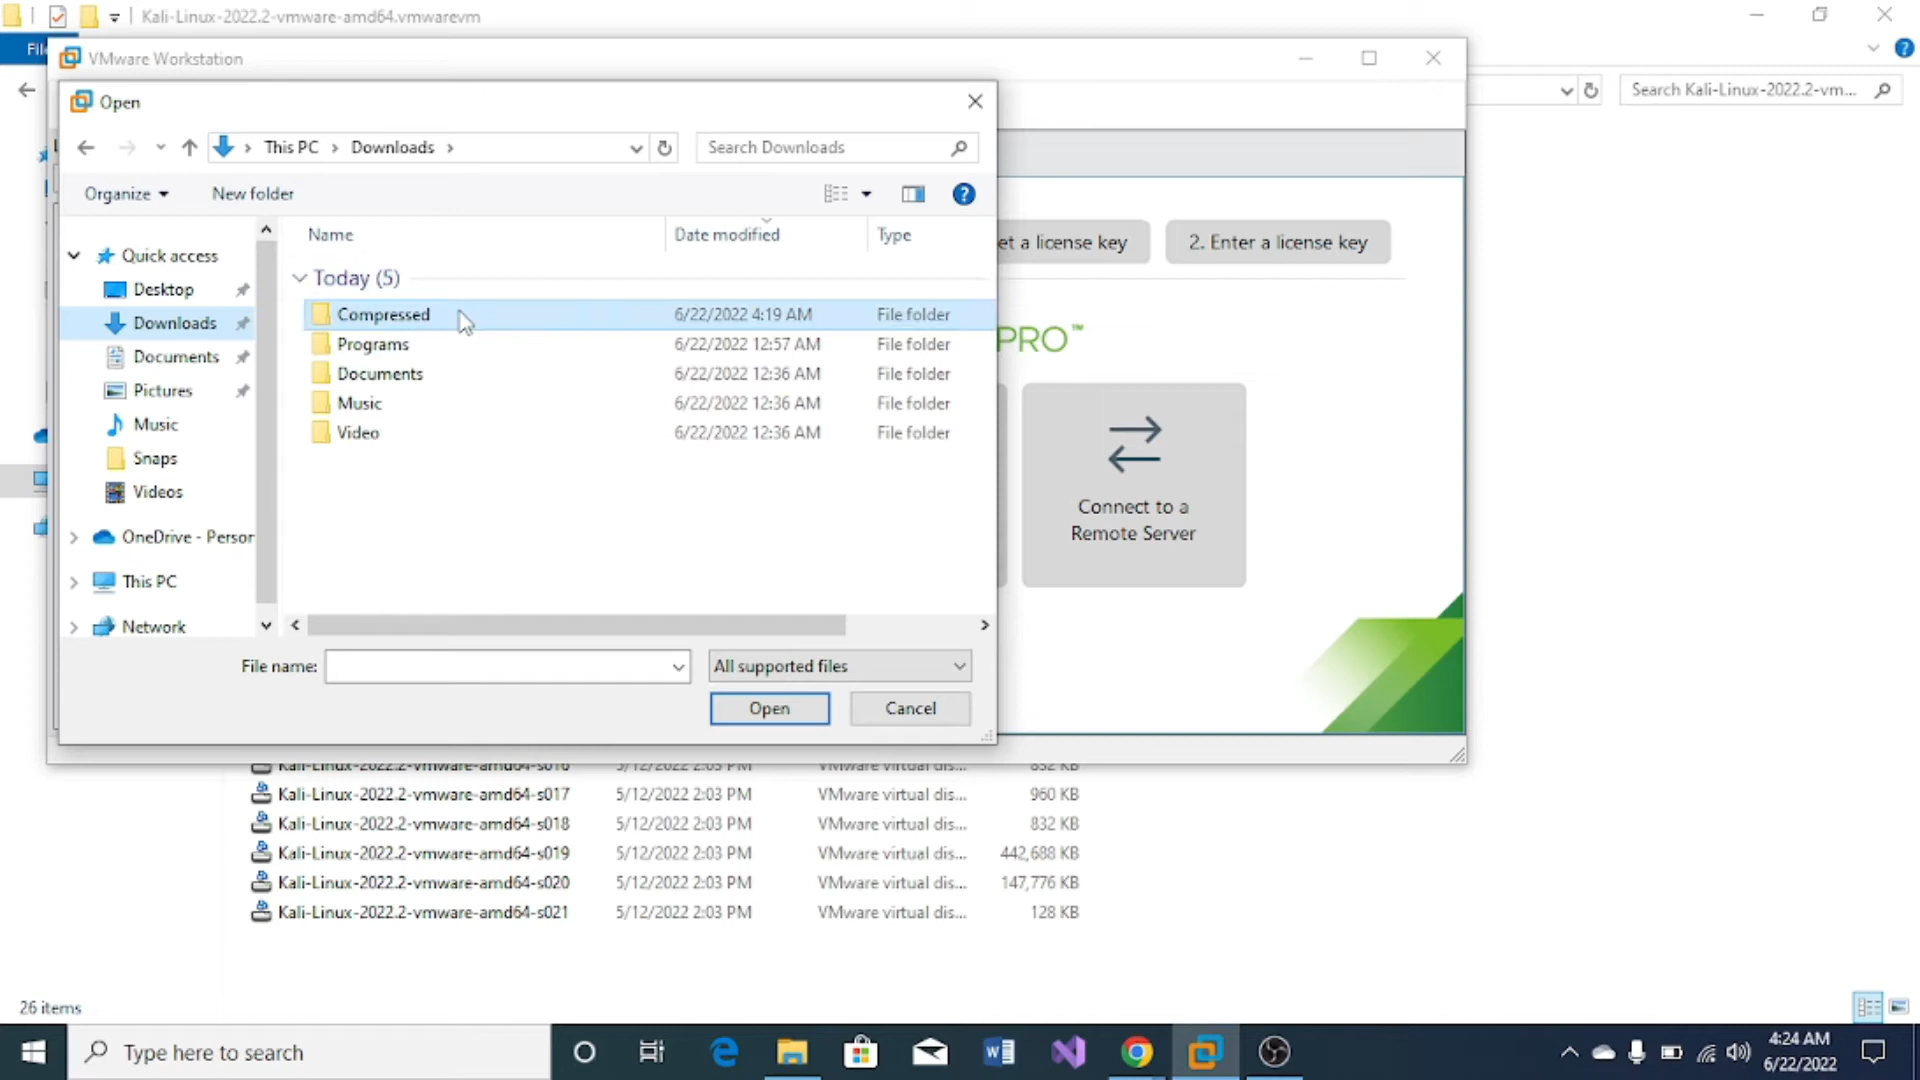 Kali-Linux-2022.2-vmware-amd64.vmwarevm
VMware Workstation
Open
This PC > Downloads >
Search Downloads
Search Kali-Linux-2022.2-vm...
Organize
New folder
Name
Date modified
Type
Quick access
Desktop
Downloads
Documents
Pictures
Music
Snaps
Videos
OneDrive - Person
This PC
Network
Today (5)
Compressed 6/22/2022 4:19 AM File folder
Programs 6/22/2022 12:57 AM File folder
Documents 6/22/2022 12:36 AM File folder
Music 6/22/2022 12:36 AM File folder
Video 6/22/2022 12:36 AM File folder
File name:
All supported files
Open
Cancel
et a license key
2. Enter a license key
PRO™
Connect to a
Remote Server
Kali-Linux-2022.2-vmware-amd64-s016 5/12/2022 2:03 PM VMware virtual dis... 832 KB
Kali-Linux-2022.2-vmware-amd64-s017 5/12/2022 2:03 PM VMware virtual dis... 960 KB
Kali-Linux-2022.2-vmware-amd64-s018 5/12/2022 2:03 PM VMware virtual dis... 832 KB
Kali-Linux-2022.2-vmware-amd64-s019 5/12/2022 2:03 PM VMware virtual dis... 442,688 KB
Kali-Linux-2022.2-vmware-amd64-s020 5/12/2022 2:03 PM VMware virtual dis... 147,776 KB
Kali-Linux-2022.2-vmware-amd64-s021 5/12/2022 2:03 PM VMware virtual dis... 128 KB
26 items
Type here to search
4:24 AM
6/22/2022